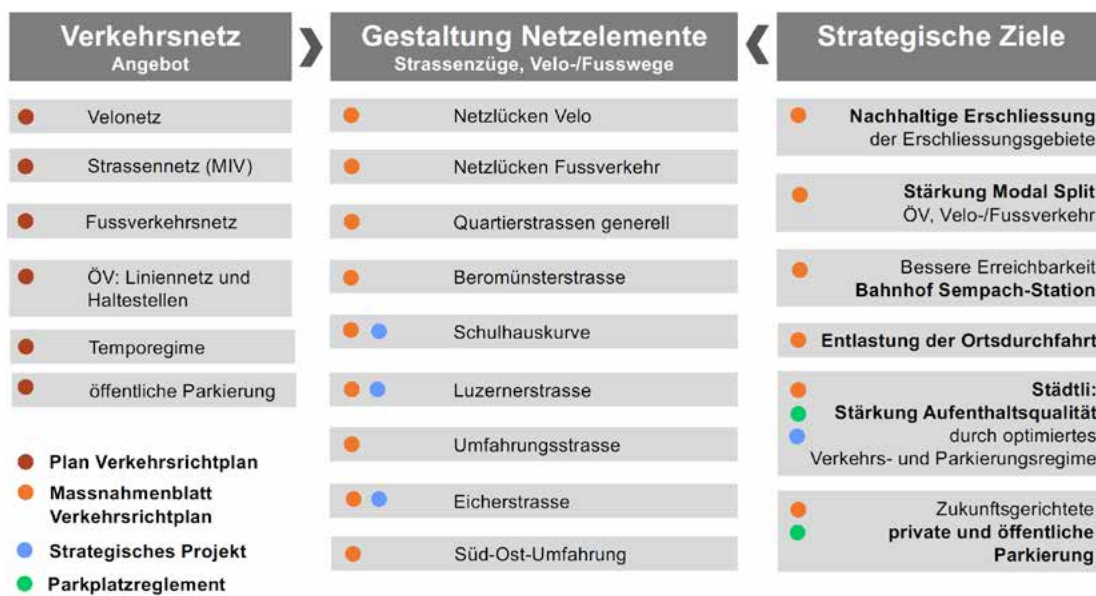 Verkehrsnetz
Angebot
Velonetz
Strassennetz (MIV)
Fussverkehrsnetz
ÖV: Liniennetz und
Haltestellen
Temporegime
öffentliche Parkierung
Plan Verkehrsrichtplan
Massnahmenblatt
Verkehrsrichtplan
Strategisches Projekt
Parkplatzreglement
Gestaltung Netzelemente
Strassenzüge, Velo-/Fusswege
Netzlücken Velo
Netzlücken Fussverkehr
Quartierstrassen generell
Beromünsterstrasse
Schulhauskurve
Luzernerstrasse
Umfahrungsstrasse
Eicherstrasse
Süd-Ost-Umfahrung
Strategische Ziele
Nachhaltige Erschliessung
der Erschliessungsgebiete
Stärkung Modal Split
ÖV, Velo-/Fussverkehr
Bessere Erreichbarkeit
Bahnhof Sempach-Station
Entlastung der Ortsdurchfahrt
Städtli:
Stärkung Aufenthaltsqualität
durch optimiertes
Verkehrs- und Parkierungsregime
Zukunftsgerichtete
private und öffentliche
Parkierung